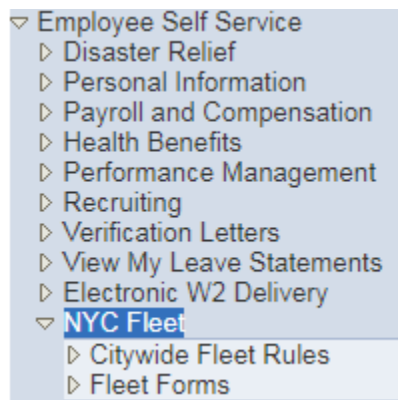 Employee Self Service
Disaster Relief
Personal Information
Payroll and Compensation
Health Benefits
Performance Management
Recruiting
Verification Letters
View My Leave Statements
Electronic W2 Delivery
NYC Fleet
Citywide Fleet Rules
Fleet Forms